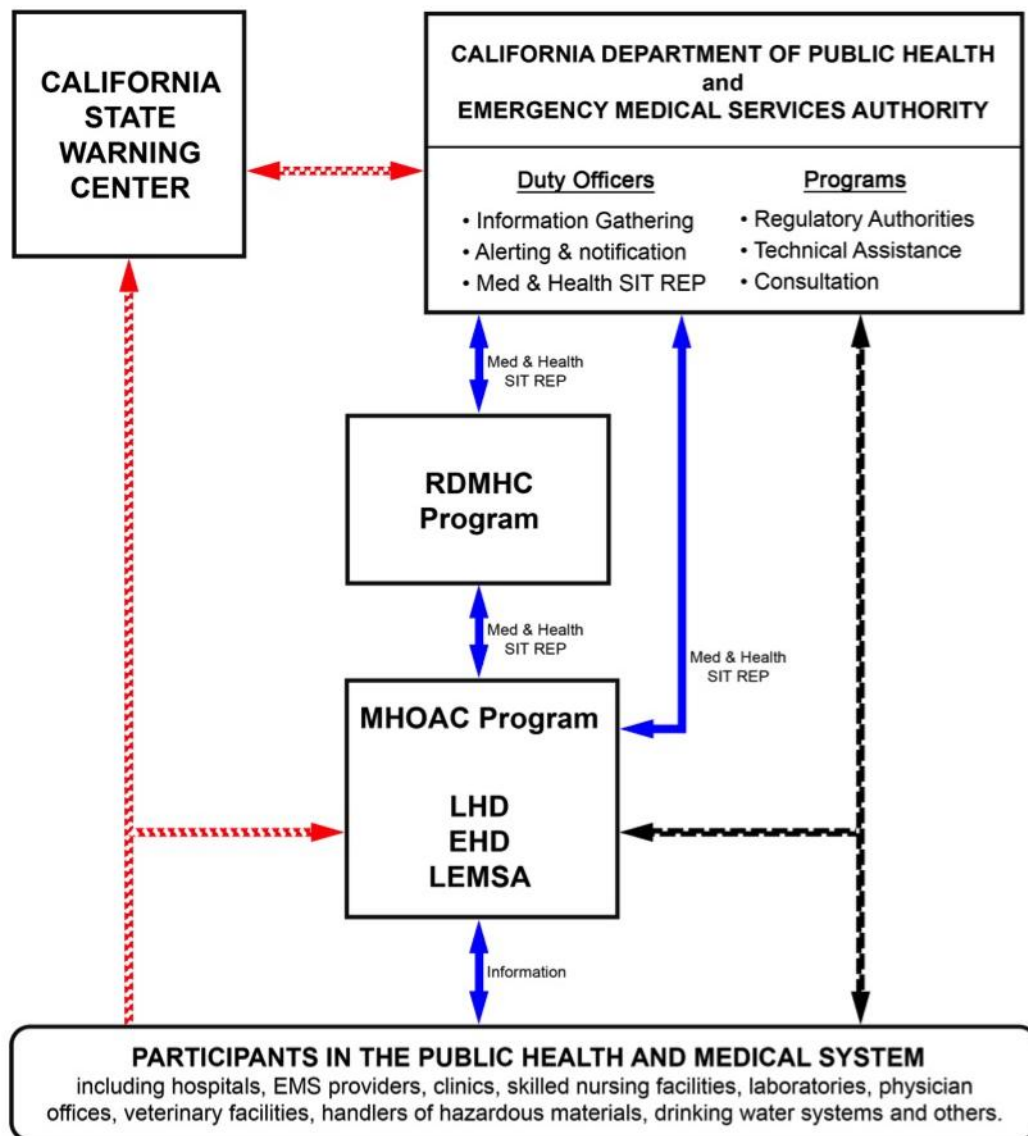 CALIFORNIA
STATE
WARNING
CENTER
CALIFORNIA DEPARTMENT OF PUBLIC HEALTH
and
EMERGENCY MEDICAL SERVICES AUTHORITY
Duty Officers
• Information Gathering
• Alerting & notification
• Med & Health SIT REP
Programs
• Regulatory Authorities
• Technical Assistance
• Consultation
Med & Health
SIT REP
RDMHC
Program
Med & Health
SIT REP
Med & Health
SIT REP
MHOAC Program
LHD
EHD
LEMSA
Information
PARTICIPANTS IN THE PUBLIC HEALTH AND MEDICAL SYSTEM
including hospitals, EMS providers, clinics, skilled nursing facilities, laboratories, physician
offices, veterinary facilities, handlers of hazardous materials, drinking water systems and others.